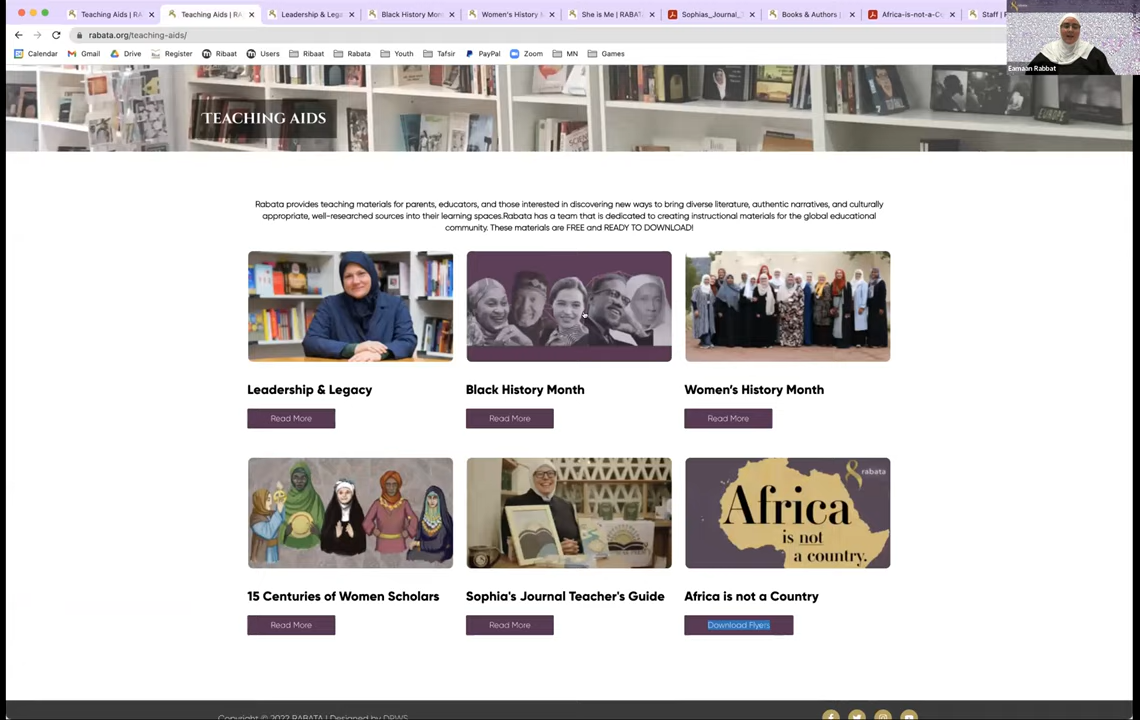 Teaching Aids | RA
Teaching Aids | RA
Leadership & Lega
Black History Mon
Women's History M
She is Me | RABAT
Sophias_Journal_
Books & Authors |
Africa-is-not-a-C
Staff | R
rabata.org/teaching-aids/
Calendar Gmail Drive Register Ribaat Users Ribaat Rabata Youth Tafsir PayPal Zoom MN Games
Eamaan Rabbat
TEACHING AIDS
Rabata provides teaching materials for parents, educators, and those interested in discovering new ways to bring diverse literature, authentic narratives, and culturally
appropriate, well-researched sources into their learning spaces.Rabata has a team that is dedicated to creating instructional materials for the global educational
community. These materials are FREE and READY TO DOWNLOAD!
EUROPE
Leadership & Legacy
Black History Month
Women's History Month
Read More
Read More
Read More
rabata
Africa
is not
a country.
15 Centuries of Women Scholars
Sophia's Journal Teacher's Guide
Africa is not a Country
Read More
Read More
Download Flyers
Copyright © 2022 RABATA | Designed by DRWS